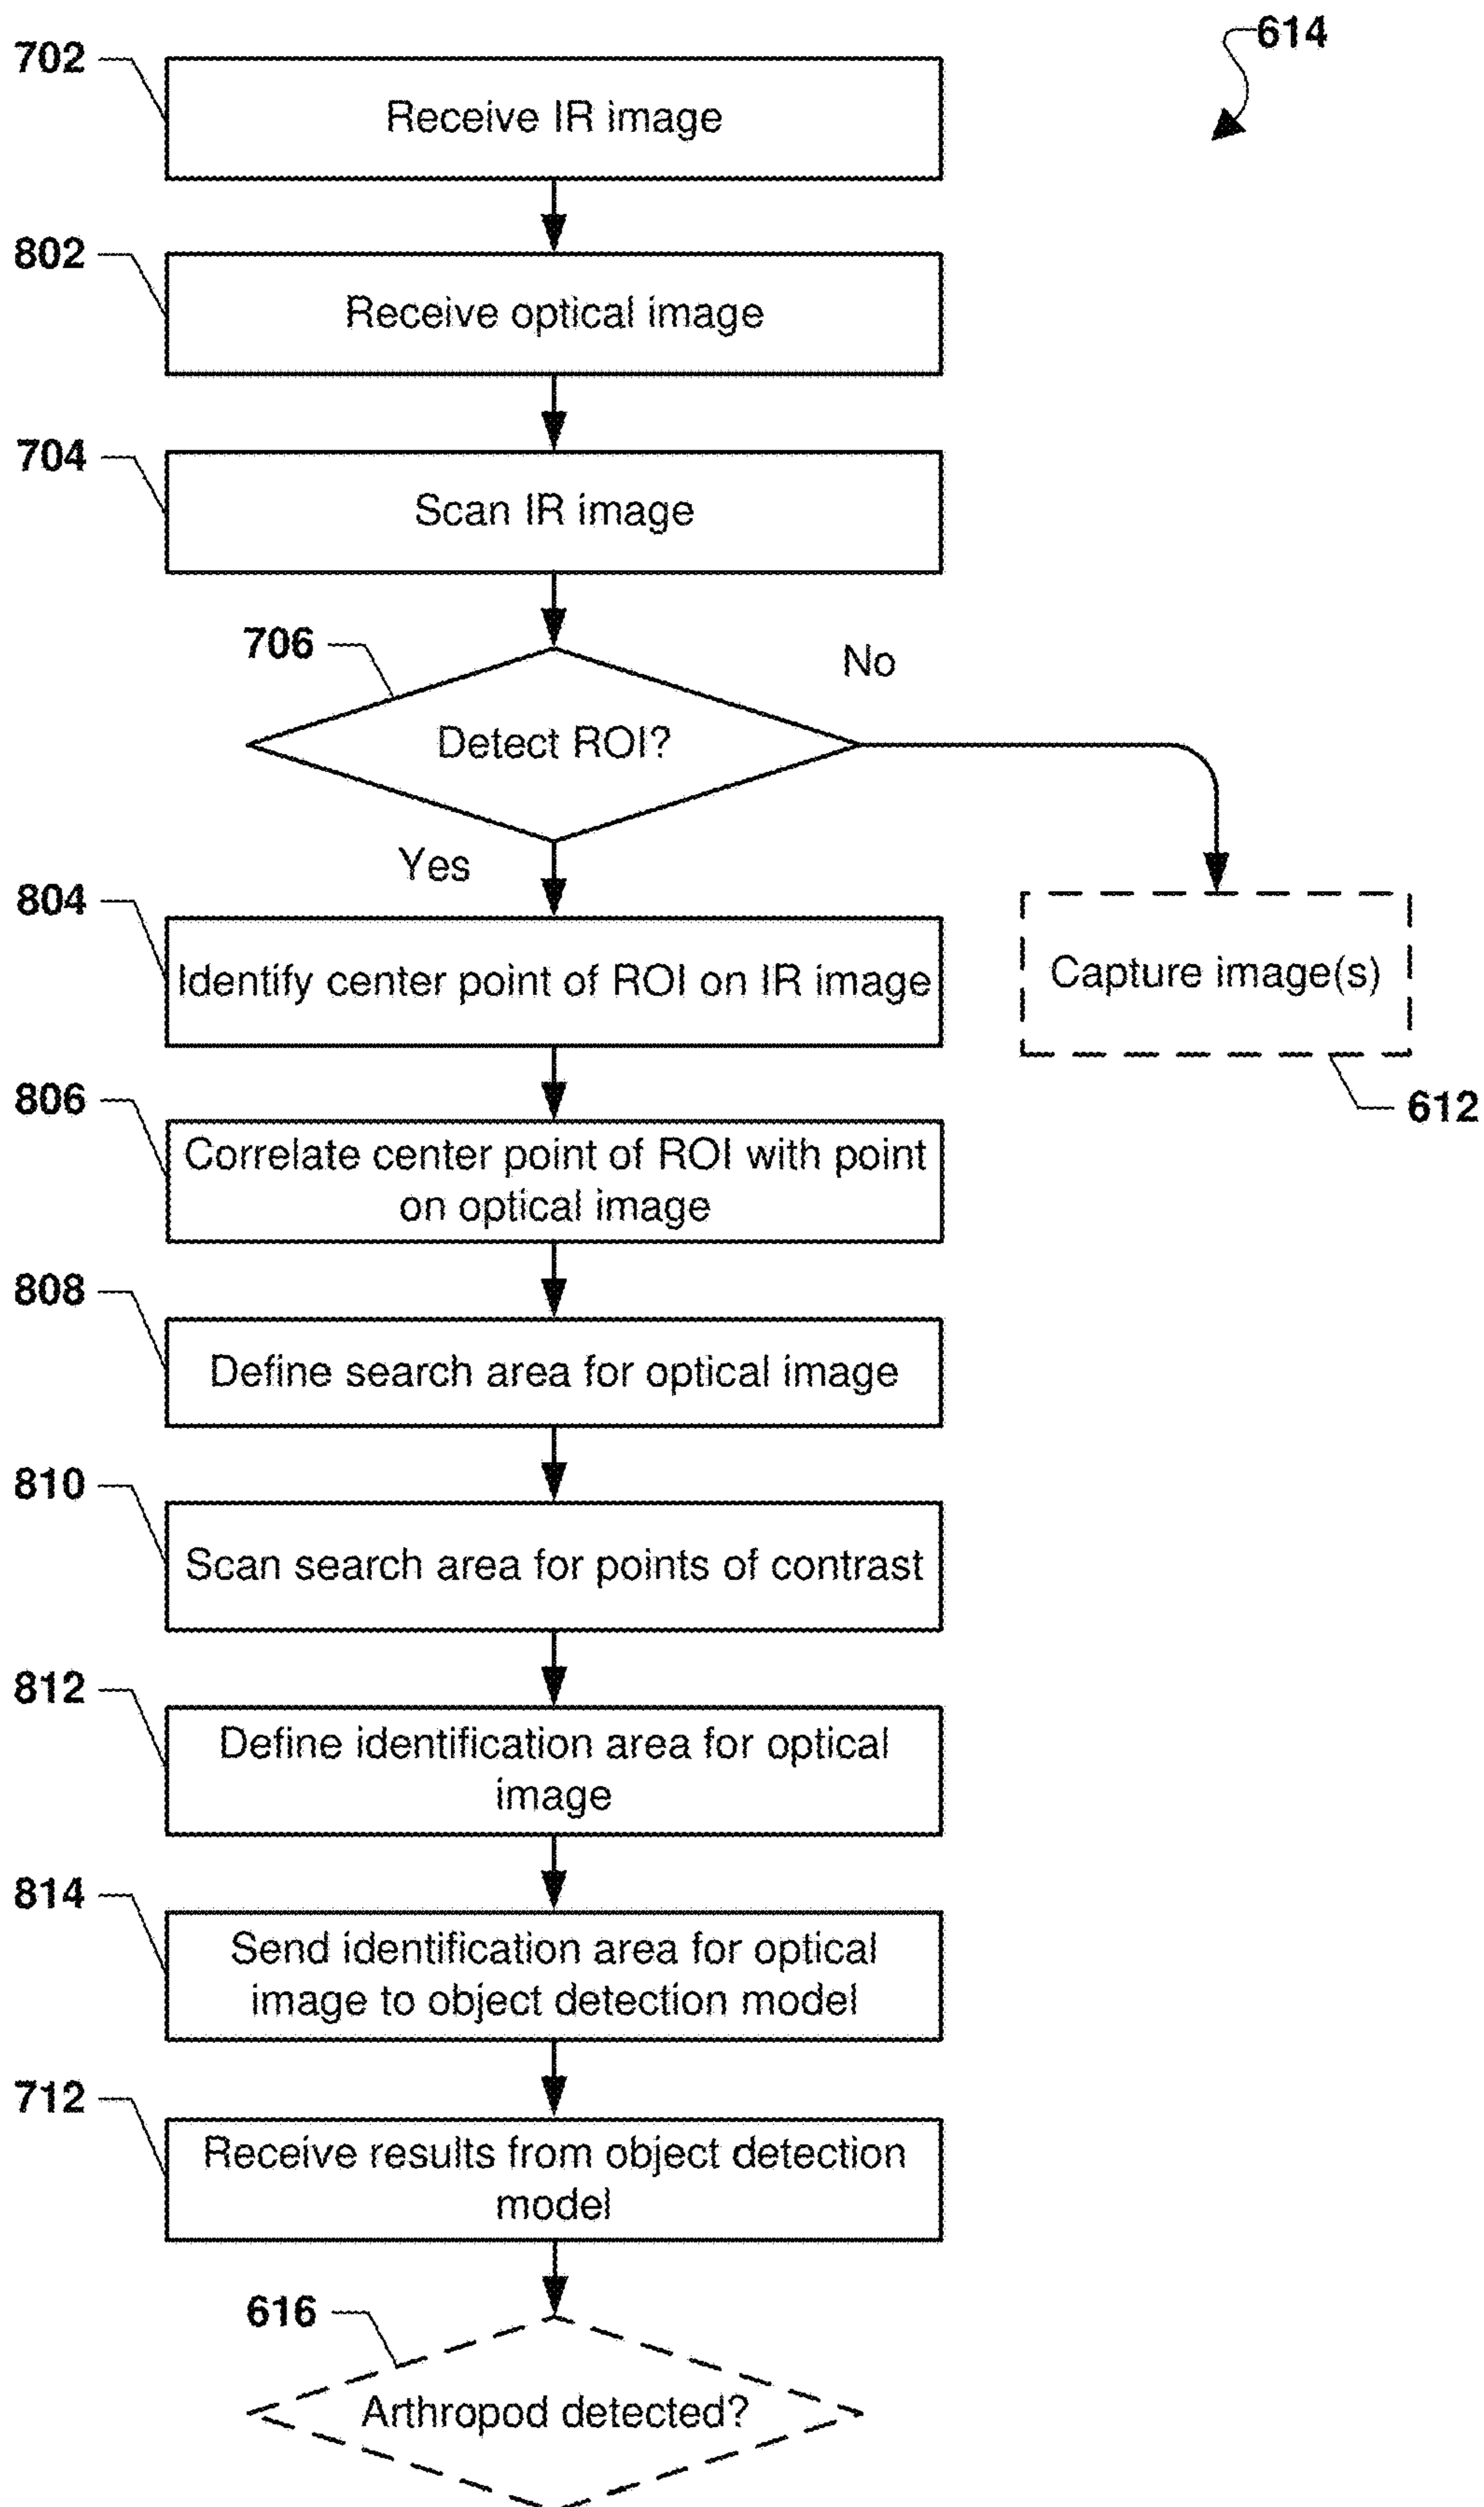 614
702
Receive IR image
802
Receive optical image
704
Scan IR image
706
No
Detect ROI?
Yes
804
Identify center point of ROI on IR image
Capture image(s)
612
806
Correlate center point of ROI with point
on optical image
808
Define search area for optical image
810
Scan search area for points of contrast
812
Define identification area for optical
image
814
Send identification area for optical
image to object detection model
712
Receive results from object detection
model
616
Arthropod detected?